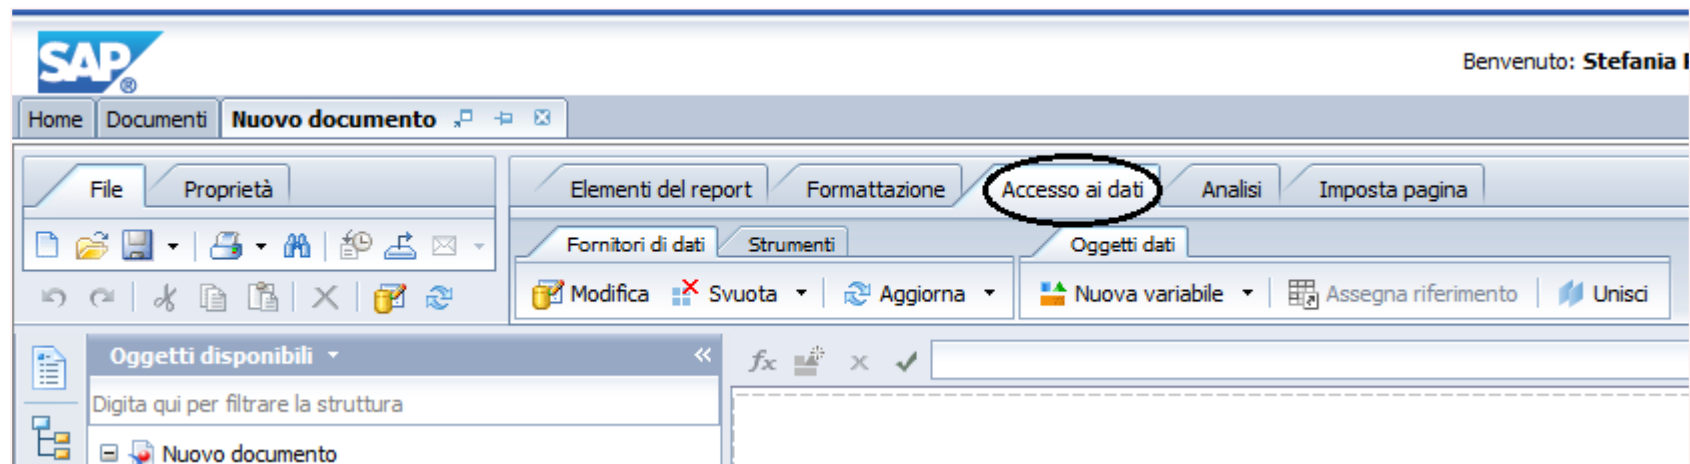 SAP®
Benvenuto: Stefania
Home Documenti Nuovo documento
File Proprietà
Elementi del report Formattazione Accesso ai dati Analisi Imposta pagina
Fornitori di dati Strumenti Oggetti dati
Modifica Svuota Aggiorna Nuova variabile Assegna riferimento Unisci
Oggetti disponibili
fx
Digita qui per filtrare la struttura
Nuovo documento